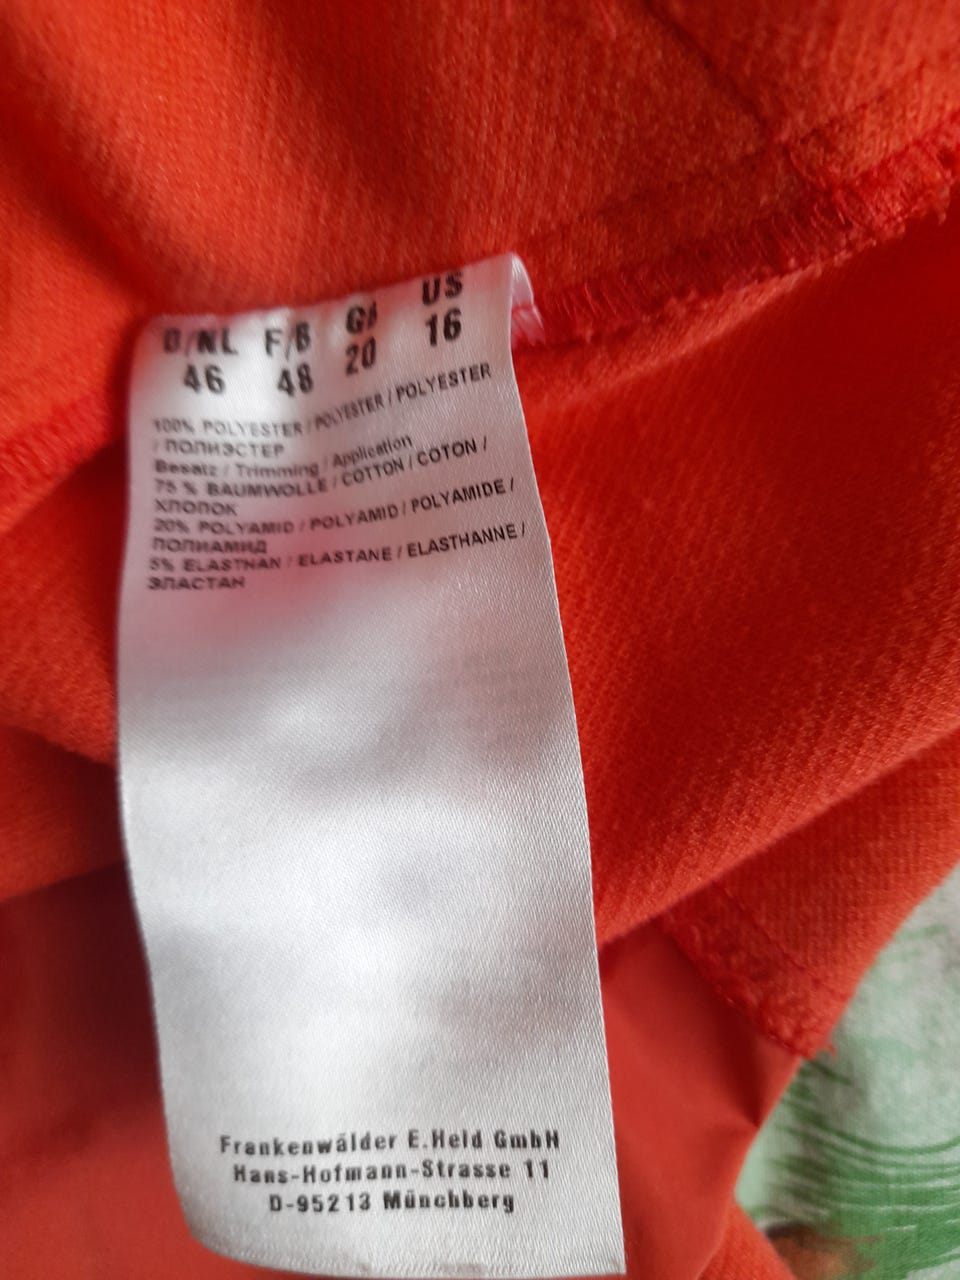 D/NL F/B GB US
46 48 20 16
100% POLYESTER / POLYESTER / POLYESTER
/ ПОЛИЭСТЕР
Besatz / Trimming / Application
75 % BAUMWOLLE / COTTON / COTON /
ХЛОПОК
20% POLYAMID / POLYAMID / POLYAMIDE /
ПОЛИАМИД
5% ELASTHAN / ELASTANE / ELASTHANNE /
ЭЛАСТАН
Frankenwälder E.Held GmbH
Hans-Hofmann-Strasse 11
D-95213 Münchberg